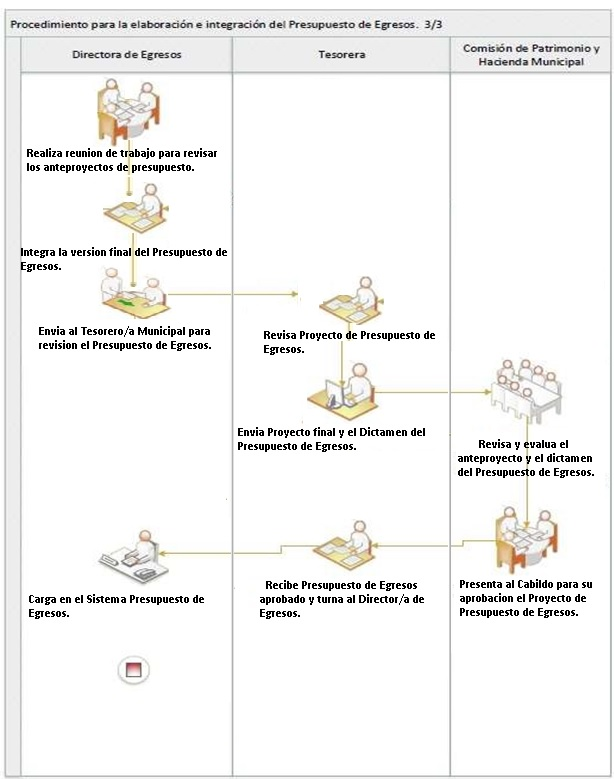 Procedimiento para la elaboración e integración del Presupuesto de Egresos. 3/3
Directora de Egresos
Tesorera
Comisión de Patrimonio y
Hacienda Municipal
Realiza reunion de trabajo para revisar
los anteproyectos de presupuesto.
Integra la version final del Presupuesto de
Egresos.
Envia al Tesorero/a Municipal para
revision el Presupuesto de Egresos.
Revisa Proyecto de Presupuesto de
Egresos.
Envia Proyecto final y el Dictamen del
Presupuesto de Egresos.
Revisa y evalua el
anteproyecto y el dictamen
del Presupuesto de Egresos.
Presenta al Cabildo para su
aprobacion el Proyecto de
Presupuesto de Egresos.
Recibe Presupuesto de Egresos
aprobado y turna al Director/a de
Egresos.
Carga en el Sistema Presupuesto de
Egresos.